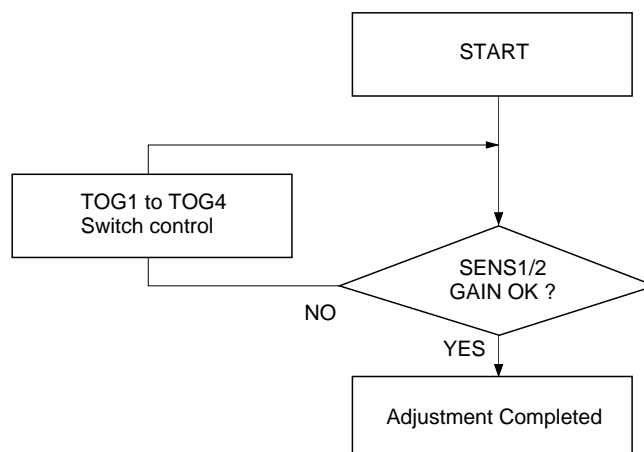 START
TOG1 to TOG4
Switch control
SENS1/2
GAIN OK ?
NO
YES
Adjustment Completed